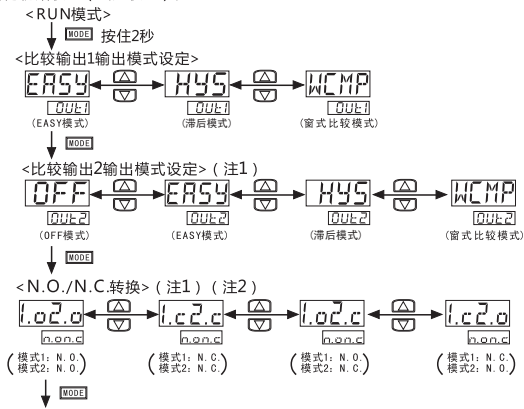 <RUN模式>
MODE 按住2秒
<比较输出1输出模式设定>
EASY HYS WCMP
OUt1 OUt1 OUt1
(EASY模式) (滞后模式) (窗式比较模式)
MODE
<比较输出2输出模式设定>(注1)
OFF EASY HYS WCMP
OUt2 OUt2 OUt2 OUt2
(OFF模式) (EASY模式) (滞后模式) (窗式比较模式)
MODE
<N.O./N.C.转换>(注1)(注2)
1.o2.o 1.c2.c 1.o2.c 1.c2.o
n.on.c n.on.c n.on.c n.on.c
(模式1: N.O. (模式1: N.C. (模式1: N.O. (模式1: N.C.
模式2: N.O.) 模式2: N.C.) 模式2: N.C.) 模式2: N.O.)
MODE